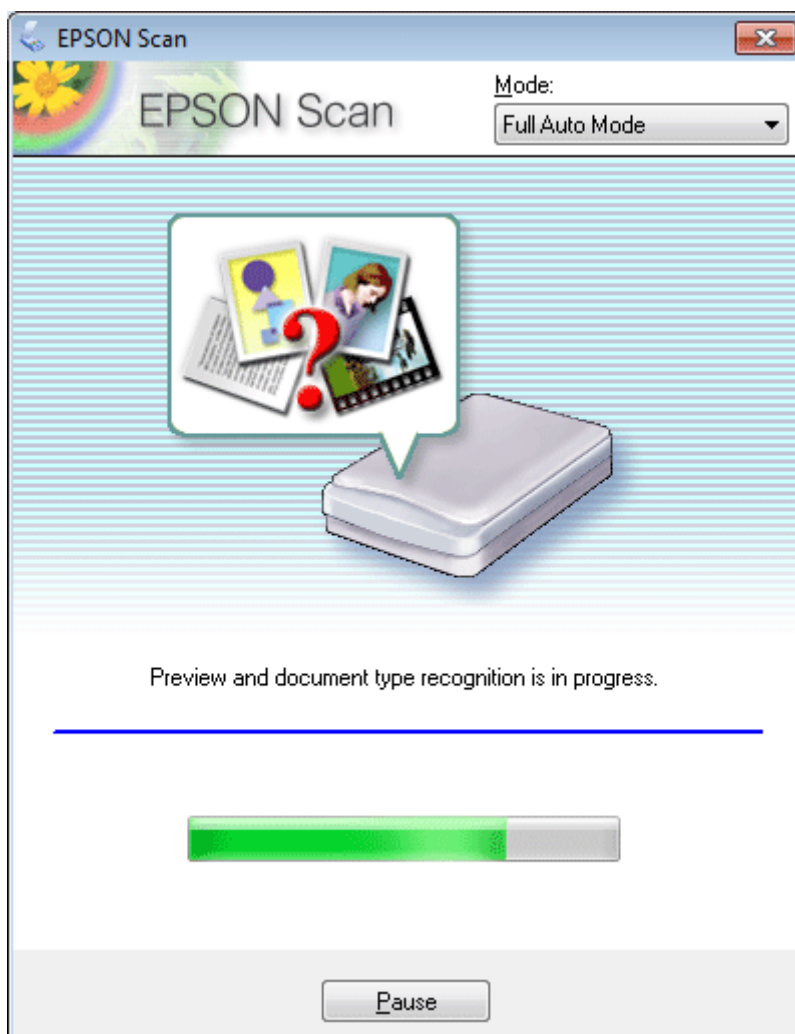 EPSON Scan
EPSON Scan
Mode:
Full Auto Mode
?
Preview and document type recognition is in progress.
Pause